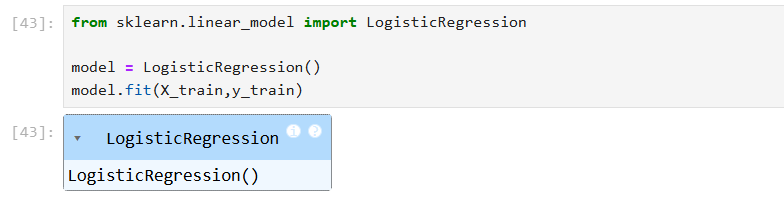 [43]: from sklearn.linear_model import LogisticRegression
model = LogisticRegression()
model.fit(X_train,y_train)
[43]: ▾ LogisticRegression i ?
LogisticRegression()